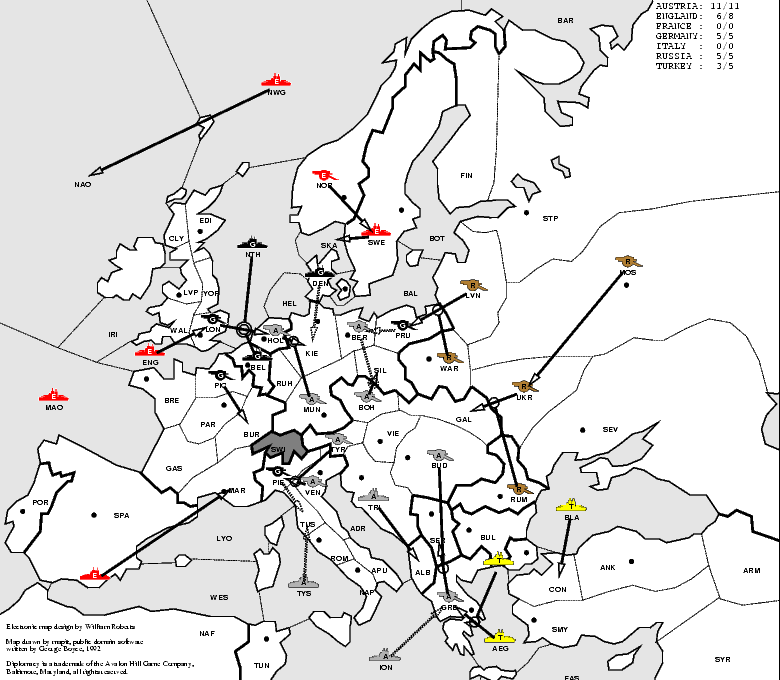 AUSTRIA: 11/11
ENGLAND: 6/8
FRANCE : 0/0
GERMANY: 5/5
ITALY : 0/0
RUSSIA : 5/5
TURKEY : 3/5
BAR
E
NWG
NAO
E
NOR
FIN
STP
EDI
CLY
G
NTH
SKA
E
SWE
BOT
R
MOS
G
DEN
LVP
YOR
HEL
BAL
R
LVN
IRI
WAL
G
LON
A
HOL
A
BER
G
PRU
E
ENG
KIE
G
BEL
R
WAR
SIL
G
PIC
RUH
E
MAO
BRE
A
MUN
A
BOH
R
UKR
PAR
GAL
BUR
VIE
SEV
A
TYR
SWI
A
BUD
GAS
G
PIE
A
VEN
MAR
A
TRI
R
RUM
POR
SPA
T
BLA
TUS
ADR
LYO
SER
BUL
ROM
T
APU
ALB
ANK
ARM
E
A
TYS
NAP
CON
WES
A
GRE
Electronic map design by William Roberts
NAF
SMY
Map drawn by mapit, public domain software
T
AEG
written by George Boyce, 1992
A
ION
SYR
Diplomacy is a trademark of the Avalon Hill Game Company,
TUN
Baltimore, Maryland, all rights reserved.
EAS